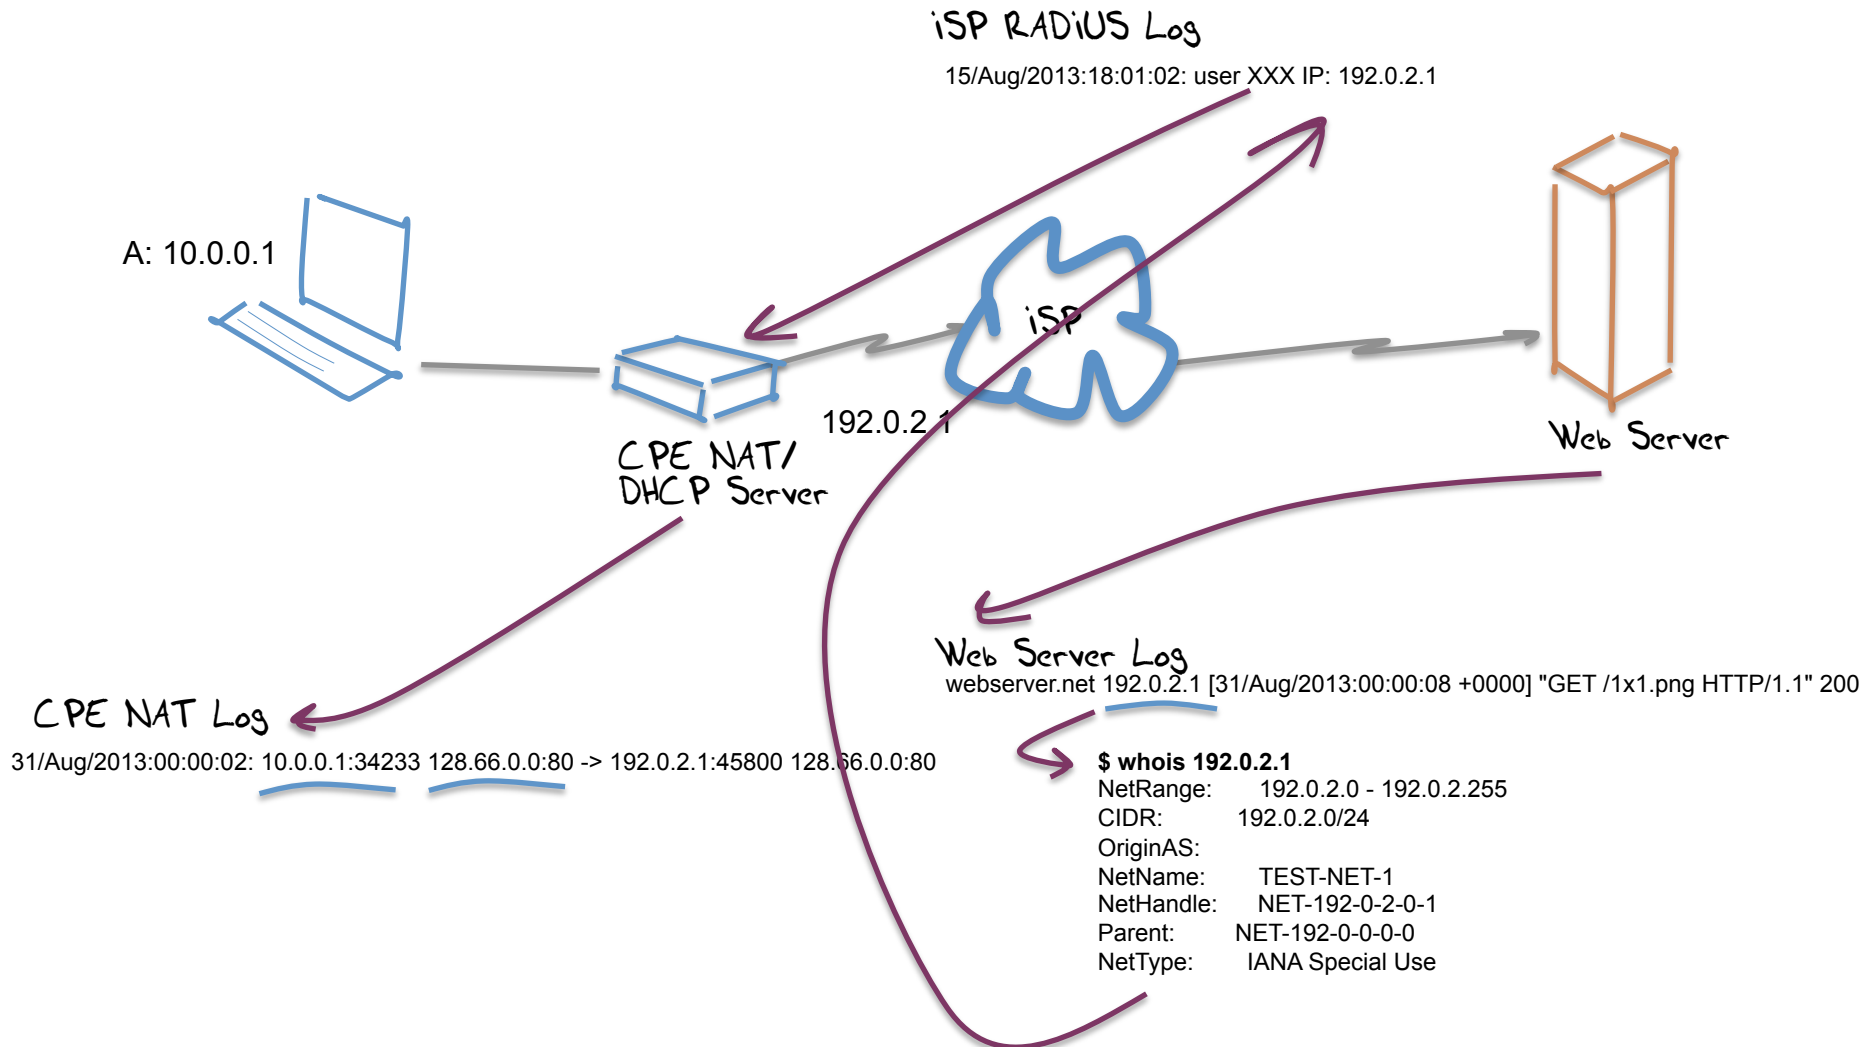 iSP RADiUS Log
15/Aug/2013:18:01:02: user XXX IP: 192.0.2.1
A: 10.0.0.1
iSP
192.0.2.1
CPE NAT/
DHCP Server
Web Server
Web Server Log
webserver.net 192.0.2.1 [31/Aug/2013:00:00:08 +0000] "GET /1x1.png HTTP/1.1" 200
CPE NAT Log
31/Aug/2013:00:00:02: 10.0.0.1:34233 128.66.0.0:80 -> 192.0.2.1:45800 128.66.0.0:80
$ whois 192.0.2.1
NetRange: 192.0.2.0 - 192.0.2.255
CIDR: 192.0.2.0/24
OriginAS:
NetName: TEST-NET-1
NetHandle: NET-192-0-2-0-1
Parent: NET-192-0-0-0-0
NetType: IANA Special Use